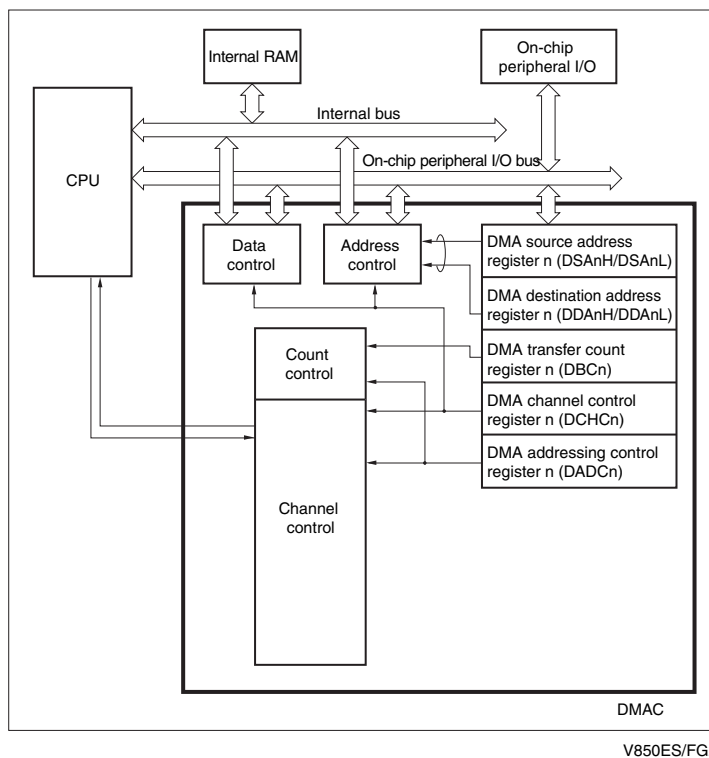 Internal RAM
On-chip
peripheral I/O
Internal bus
On-chip peripheral I/O bus
CPU
Data
control
Address
control
DMA source address
register n (DSAnH/DSAnL)
DMA destination address
register n (DDAnH/DDAnL)
DMA transfer count
register n (DBCn)
DMA channel control
register n (DCHCn)
DMA addressing control
register n (DADCn)
Count
control
Channel
control
DMAC
V850ES/FG